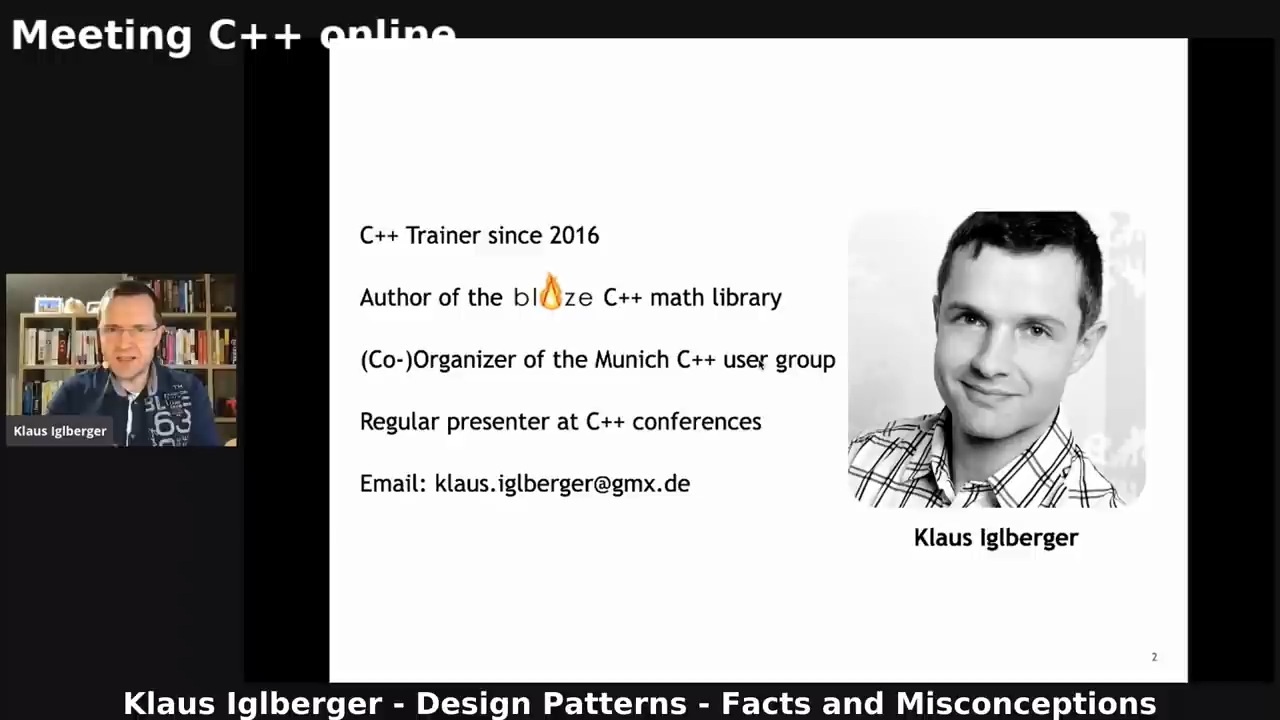 Meeting C++ online
C++ Trainer since 2016
Author of the blaze C++ math library
(Co-)Organizer of the Munich C++ user group
Regular presenter at C++ conferences
Email: klaus.iglberger@gmx.de
Klaus Iglberger
Klaus Iglberger
2
Klaus Iglberger - Design Patterns - Facts and Misconceptions